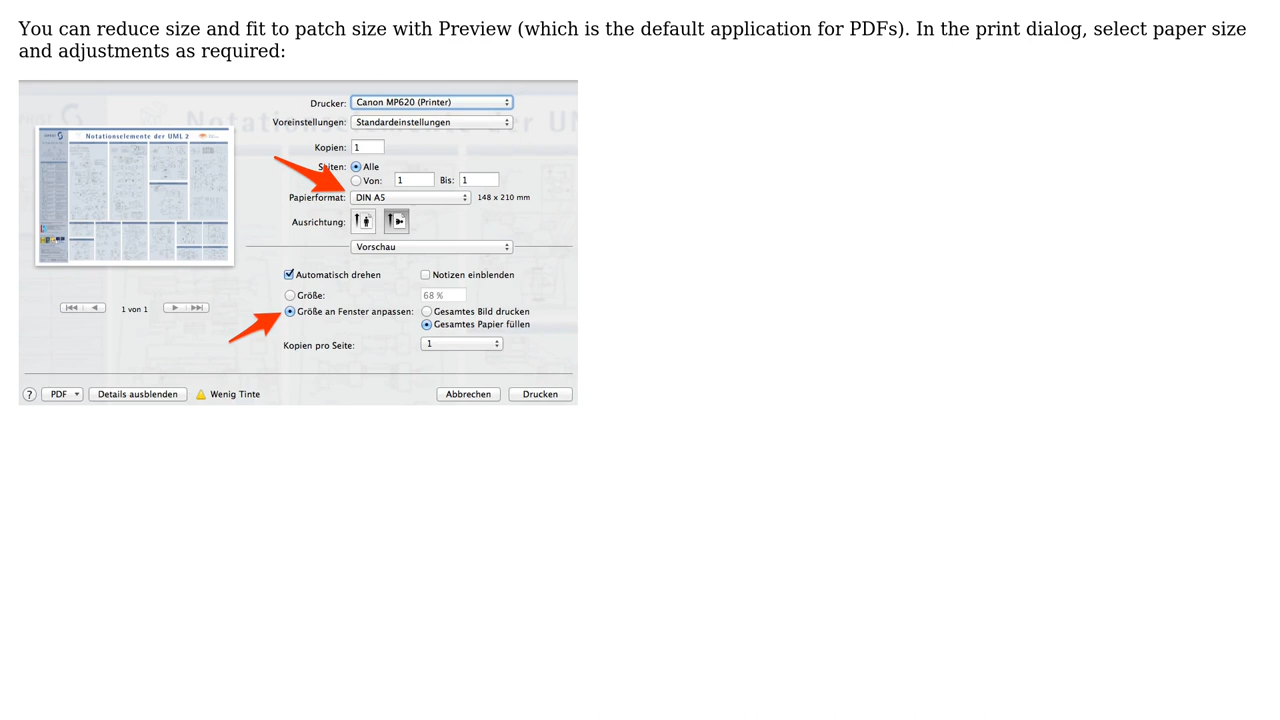 You can reduce size and fit to patch size with Preview (which is the default application for PDFs). In the print dialog, select paper size
and adjustments as required:
Drucker: Canon MP620 (Printer)
Voreinstellungen: Standardeinstellungen
Notationselemente der UML 2
Kopien: 1
Seiten: Alle
Von: 1 Bis: 1
Papierformat: DIN A5 148 x 210 mm
Ausrichtung:
Vorschau
Automatisch drehen Notizen einblenden
Größe: 68 %
1 von 1
Größe an Fenster anpassen: Gesamtes Bild drucken
Gesamtes Papier füllen
Kopien pro Seite: 1
? PDF Details ausblenden Wenig Tinte Abbrechen Drucken